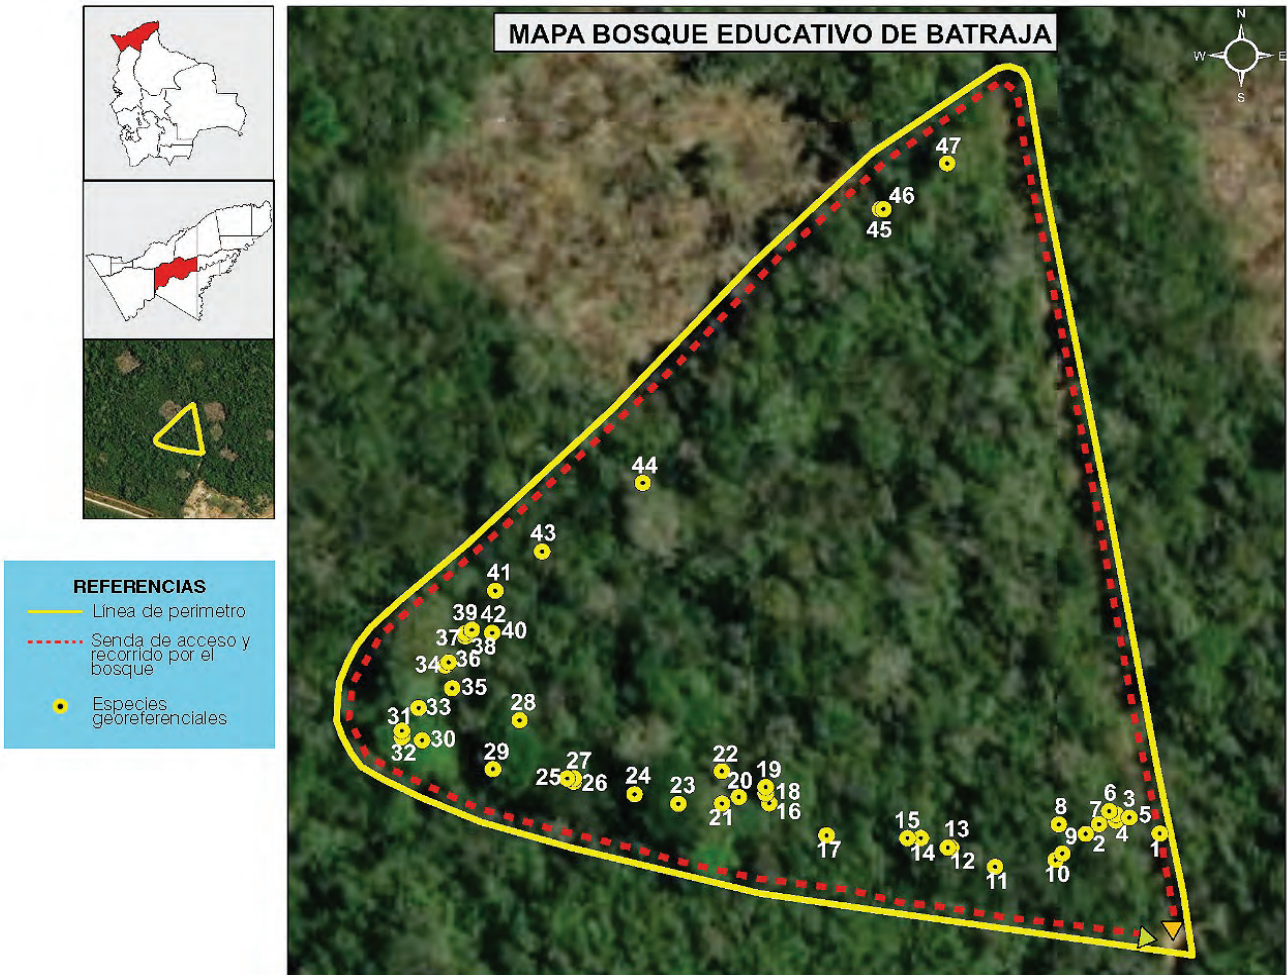 MAPA BOSQUE EDUCATIVO DE BATRAJA
N
W E
S
47
46
45
44
43
41
39 42
37 40
38
34 36
35
33
28
31
30
32
29
27
25 26
24
23
22
19
20 18
21 16
17
15 13
14 12
11
8
6 3
7 5
9 2 4 1
10
REFERENCIAS
Línea de perimetro
Senda de acceso y
recorrido por el
bosque
Especies
georeferenciales